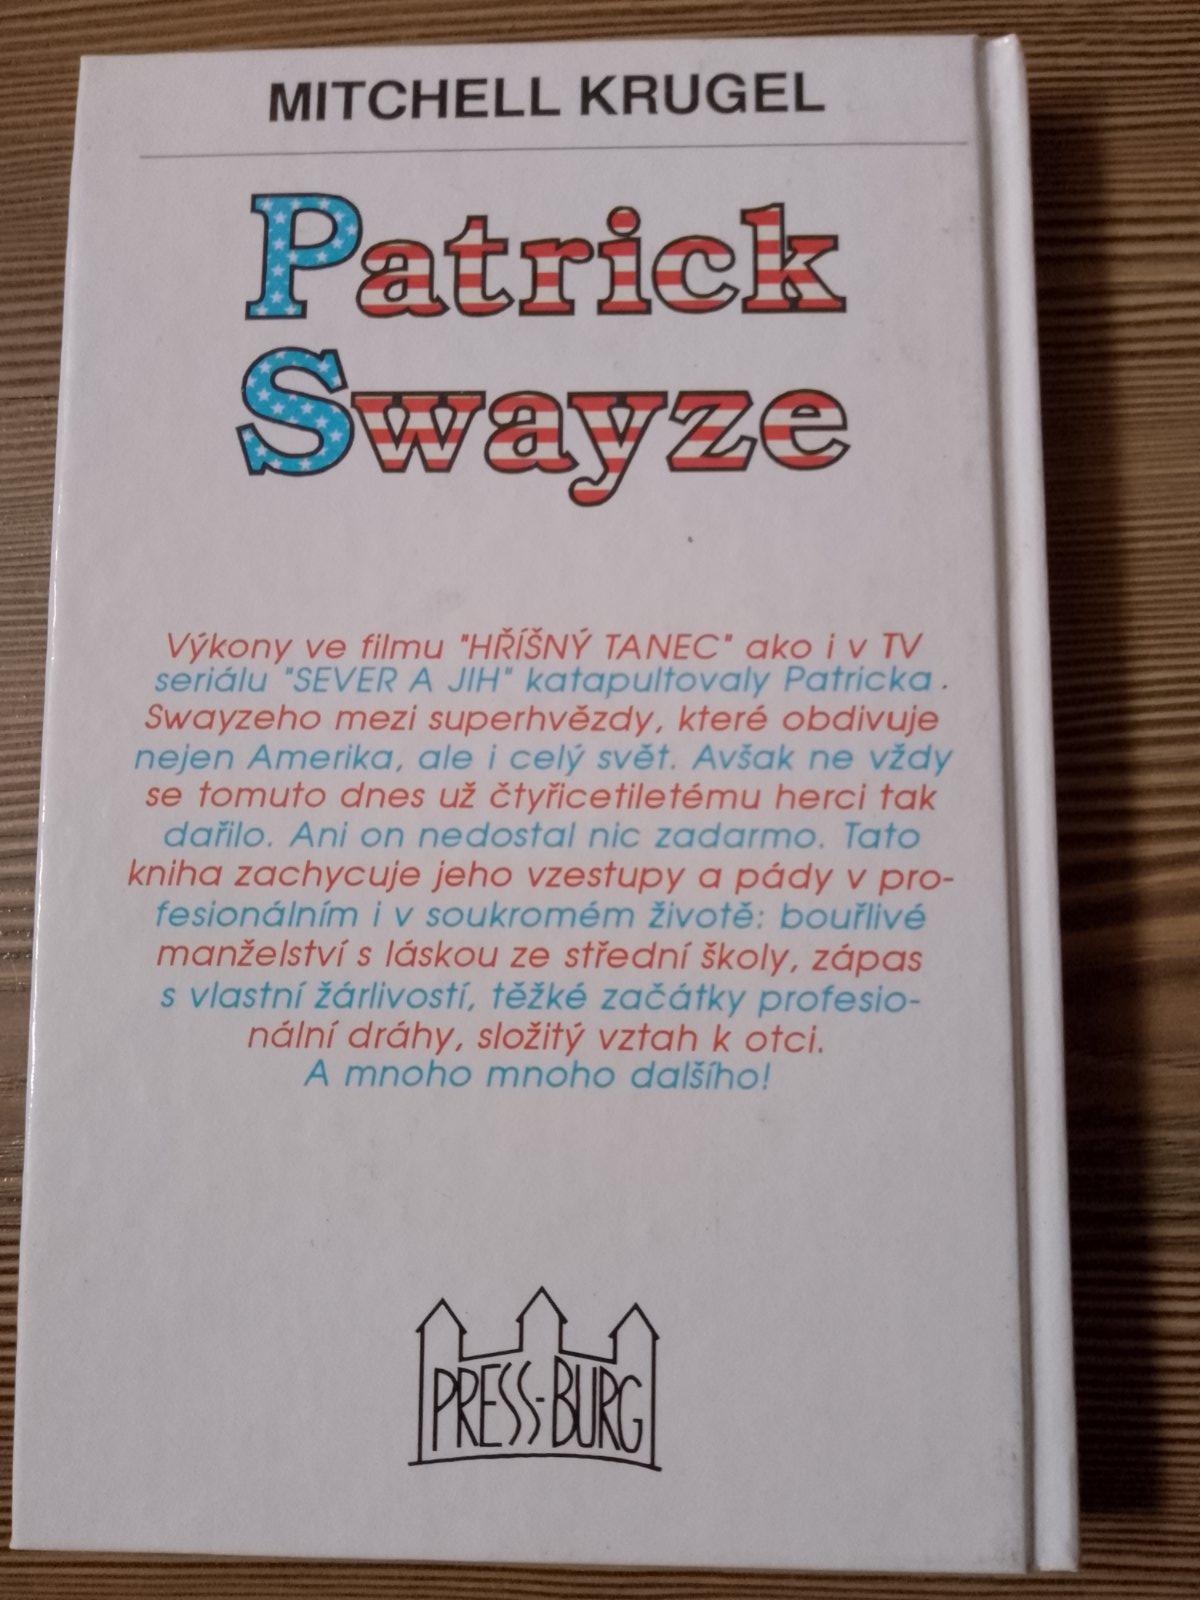 MITCHELL KRUGEL
Patrick
Swayze
Výkony ve filmu "HŘÍŠNÝ TANEC" ako i v TV
seriálu "SEVER A JIH" katapultovaly Patricka .
Swayzeho mezi superhvězdy, které obdivuje
nejen Amerika, ale i celý svět. Avšak ne vždy
se tomuto dnes už čtyřicetiletému herci tak
dařilo. Ani on nedostal nic zadarmo. Tato
kniha zachycuje jeho vzestupy a pády v pro-
fesionálním i v soukromém životě: bouřlivé
manželství s láskou ze střední školy, zápas
s vlastní žárlivostí, těžké začátky profesio-
nální dráhy, složitý vztah k otci.
A mnoho mnoho dalšího!
PRESS-BURG